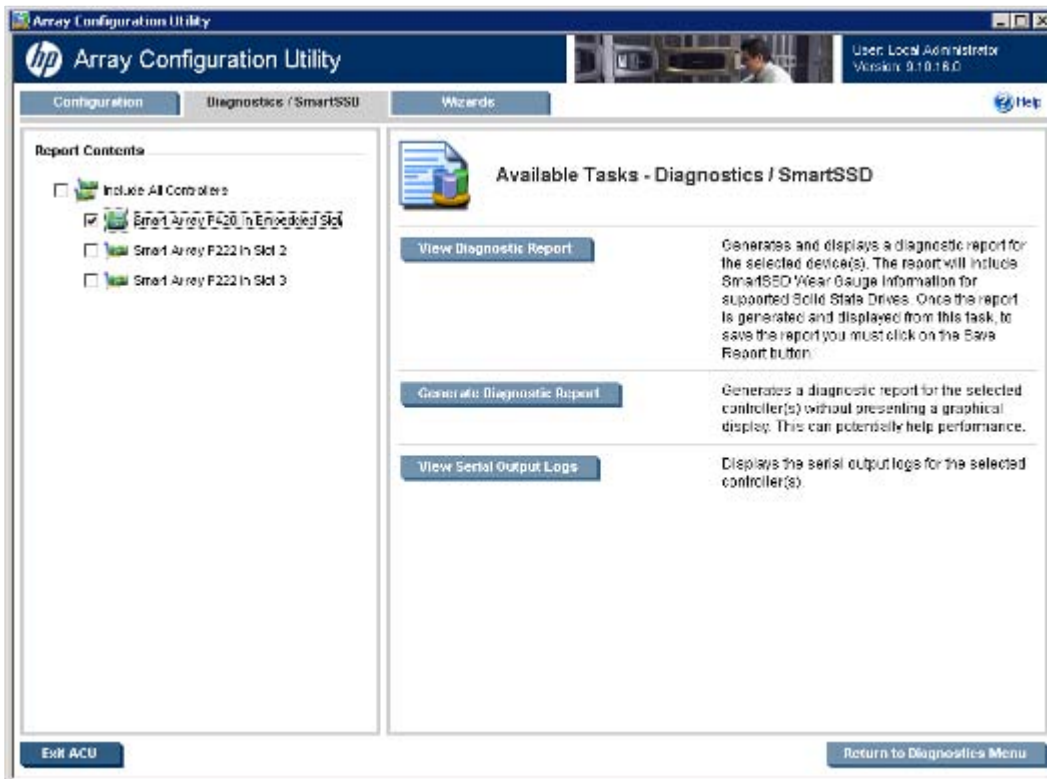 Array Configuration Utility
hp Array Configuration Utility
User: Local Administrator
Version: 9.10.16.0
Configuration
Diagnostics / SmartSSD
Wizards
Help
Report Contents
Include All Controllers
Smart Array P420i in Embedded Slot
Smart Array P222 in Slot 2
Smart Array P222 in Slot 3
Available Tasks - Diagnostics / SmartSSD
View Diagnostic Report
Generates and displays a diagnostic report for
the selected device(s). The report will include
SmartSSD Wear Gauge information for
supported Solid State Drives. Once the report
is generated and displayed from this task, to
save the report you must click on the Save
Report button.
Generate Diagnostic Report
Generates a diagnostic report for the selected
controller(s) without presenting a graphical
display. This can potentially help performance.
View Serial Output Logs
Displays the serial output logs for the selected
controller(s).
Exit ACU
Return to Diagnostics Menu